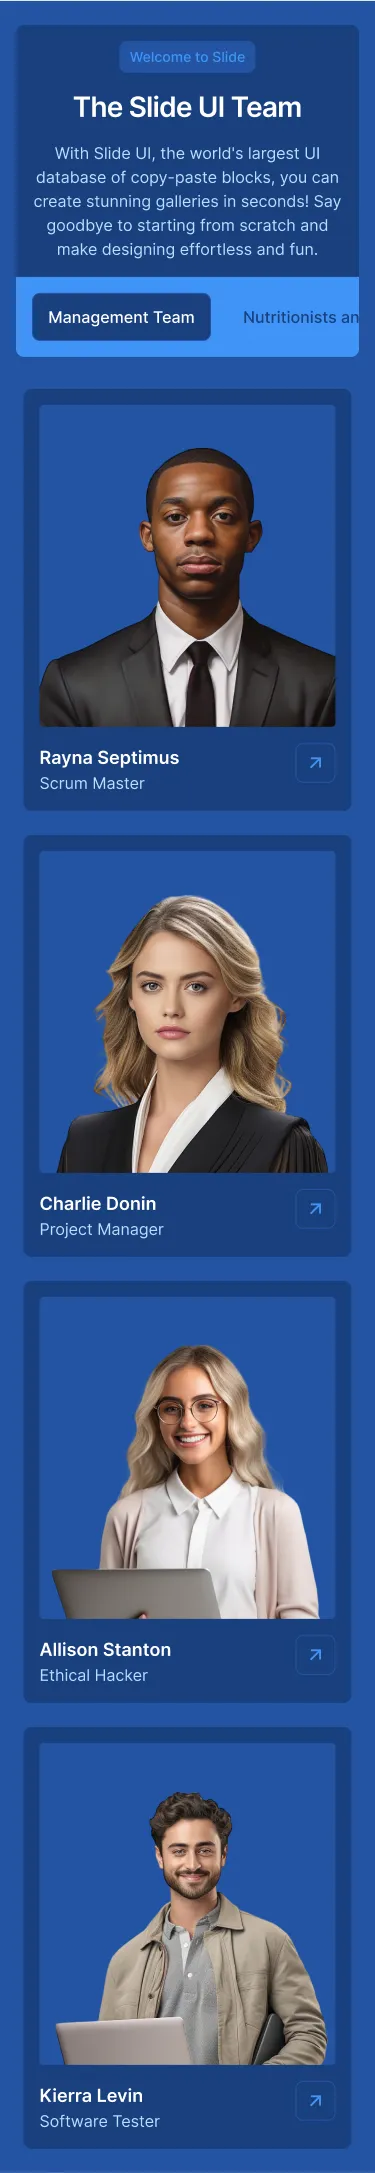 Welcome to Slide
The Slide UI Team
With Slide UI, the world's largest UI
database of copy-paste blocks, you can
create stunning galleries in seconds! Say
goodbye to starting from scratch and
make designing effortless and fun.
Management Team
Nutritionists an
Rayna Septimus
Scrum Master
Charlie Donin
Project Manager
Allison Stanton
Ethical Hacker
Kierra Levin
Software Tester